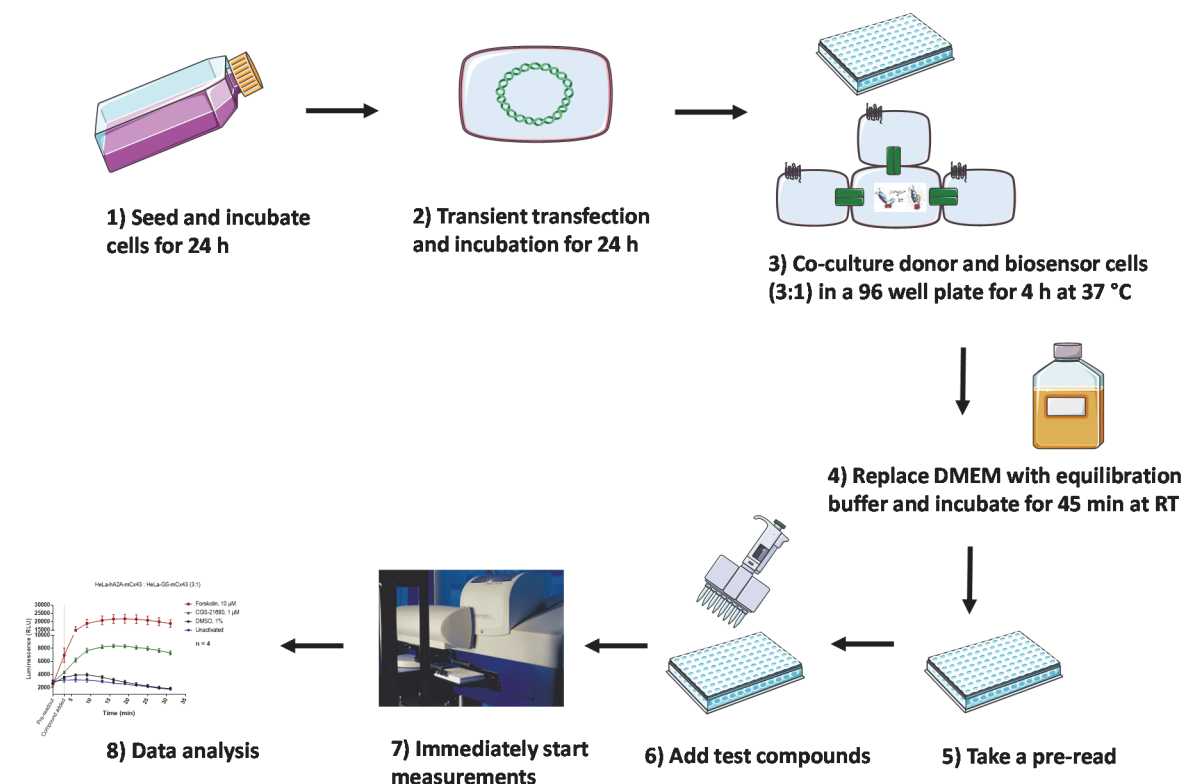 1) Seed and incubate
cells for 24 h
2) Transient transfection
and incubation for 24 h
3) Co-culture donor and biosensor cells
(3:1) in a 96 well plate for 4 h at 37 °C
4) Replace DMEM with equilibration
buffer and incubate for 45 min at RT
5) Take a pre-read
6) Add test compounds
7) Immediately start
measurements
8) Data analysis
HeLa-hA2A-mCx43 : HeLa-GS-mCx43 (3:1)
Luminescence (RLU)
30000
25000
20000
15000
10000
8000
6000
4000
2000
Forskolin, 10 µM
CGS-21680, 1 µM
DMSO, 1%
Unactivated
n = 4
Pre-readout
Compound added
5
10
15
20
25
30
35
Time (min)